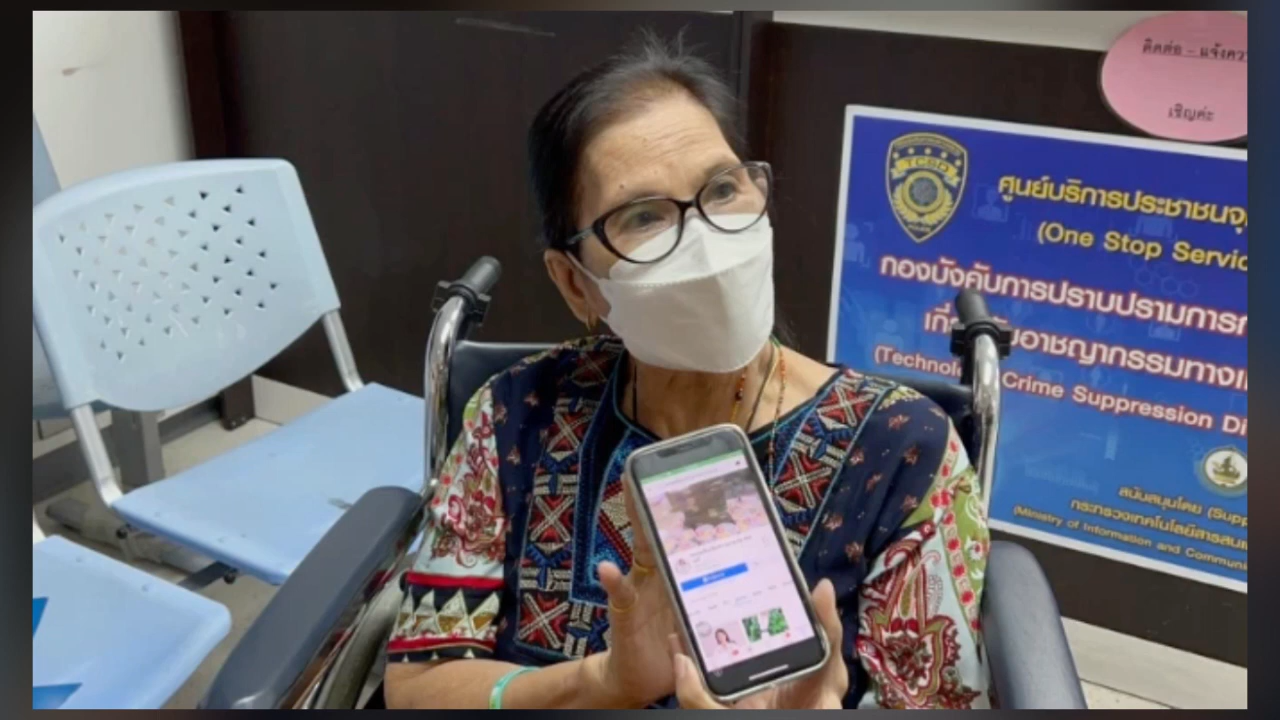 ติดต่อ - แจ้งควา
เชิญค่ะ
TCSD
ศูนย์บริการประชาชน
(One Stop Servic
กองบังคับการปราบปรามการก
อาชญากรรมทางเ
(Technolo Crime Suppression Di
สนับสนุนโดย (Supp
กระทรวงเทคโนโลยีสารสน
(Ministry of Information and Commun